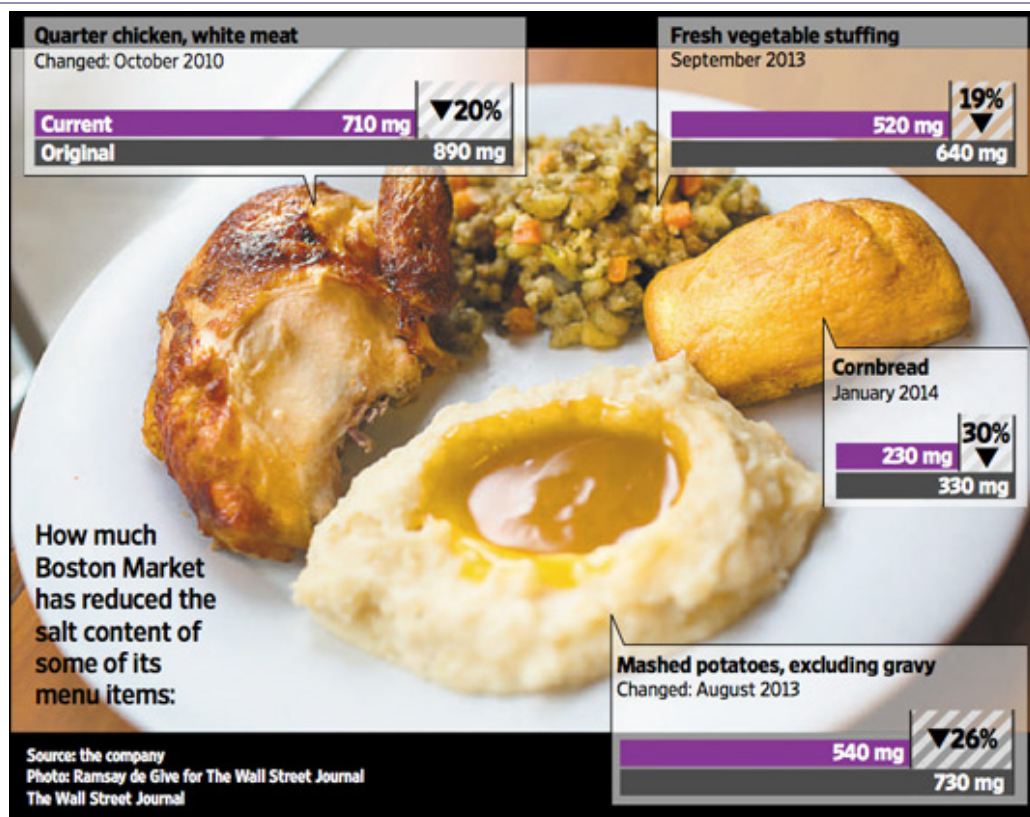 Quarter chicken, white meat
Changed: October 2010
Current 710 mg ▼20%
Original 890 mg
Fresh vegetable stuffing
September 2013
19%
▼
520 mg
640 mg
Cornbread
January 2014
30%
▼
230 mg
330 mg
How much
Boston Market
has reduced the
salt content of
some of its
menu items:
Mashed potatoes, excluding gravy
Changed: August 2013
540 mg ▼26%
730 mg
Source: the company
Photo: Ramsay de Give for The Wall Street Journal
The Wall Street Journal